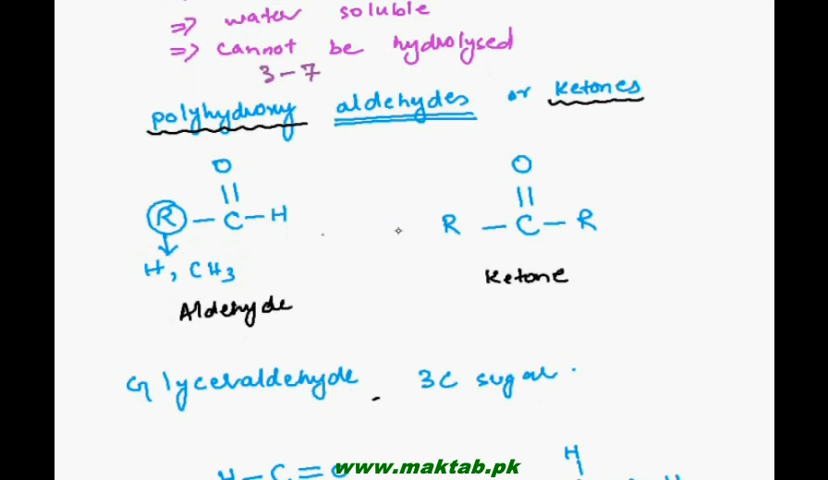 => water soluble
=> cannot be hydrolysed
3-7
polyhydroxy aldehydes or ketones
O O
|| ||
R — C — H R — C — R
H, CH3
Ketone
Aldehyde
Glyceraldehyde. 3C sugar.
H
H — C = O
www.maktab.pk